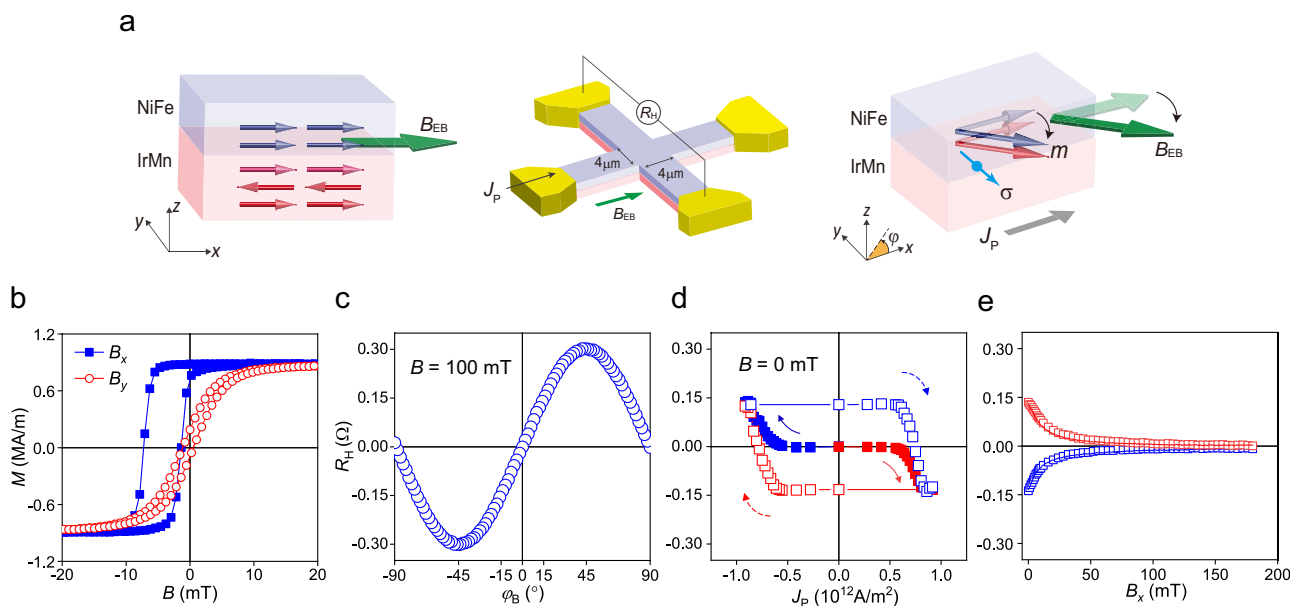 a
NiFe
IrMn
B_EB
z
y
x
R_H
4μm
4μm
J_P
B_EB
NiFe
IrMn
m
B_EB
σ
J_P
z
y
φ
x
b
1.2
0.6
0.0
-0.6
-1.2
M (MA/m)
B_x
B_y
-20
-10
0
10
20
B (mT)
c
0.30
0.15
0.00
-0.15
-0.30
R_H (Ω)
B = 100 mT
-90
-45
-15
0
15
45
90
φ_B (°)
d
0.30
0.15
0.00
-0.15
-0.30
B = 0 mT
-1.0
-0.5
0.0
0.5
1.0
J_P (10¹²A/m²)
e
0.30
0.15
0.00
-0.15
-0.30
0
50
100
150
200
B_x (mT)